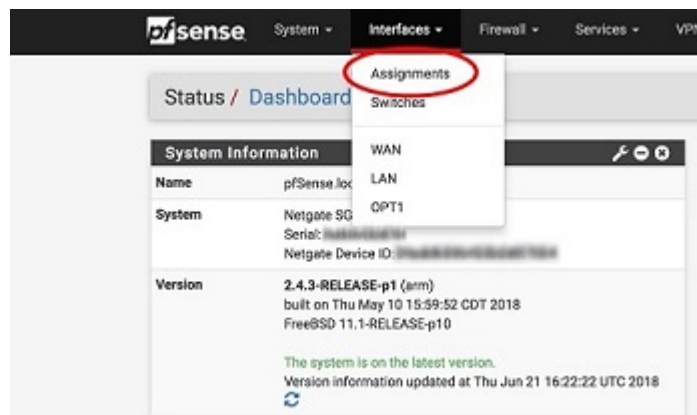 pfsense System Interfaces Firewall Services VPN
Assignments
Status / Dashboard
Switches
System Information
WAN
Name pfSense.loc
LAN
System Netgate SG
OPT1
Serial:
Netgate Device ID:
Version 2.4.3-RELEASE-p1 (arm)
built on Thu May 10 15:59:52 CDT 2018
FreeBSD 11.1-RELEASE-p10
The system is on the latest version.
Version information updated at Thu Jun 21 16:22:22 UTC 2018